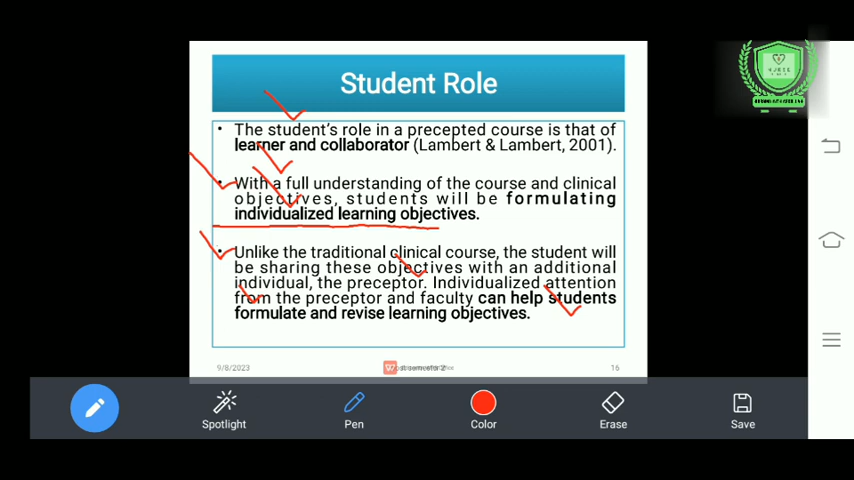 Student Role
• The student's role in a precepted course is that of
learner and collaborator (Lambert & Lambert, 2001).
• With a full understanding of the course and clinical
objectives, students will be formulating
individualized learning objectives.
• Unlike the traditional clinical course, the student will
be sharing these objectives with an additional
individual, the preceptor. Individualized attention
from the preceptor and faculty can help students
formulate and revise learning objectives.
9/8/2023
16
Spotlight
Pen
Color
Erase
Save